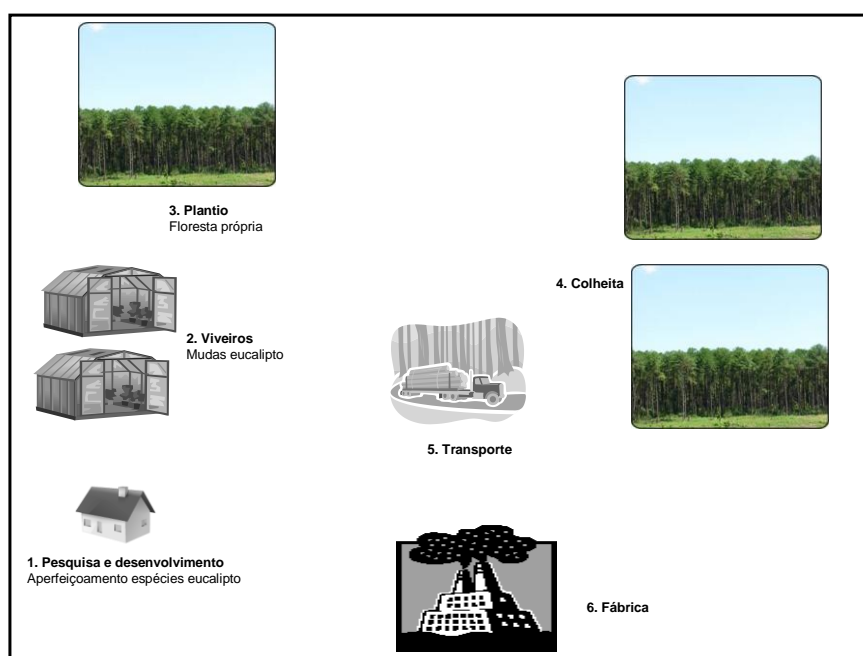 3. Plantio
Floresta própria
4. Colheita
2. Viveiros
Mudas eucalipto
5. Transporte
1. Pesquisa e desenvolvimento
Aperfeiçoamento espécies eucalipto
6. Fábrica